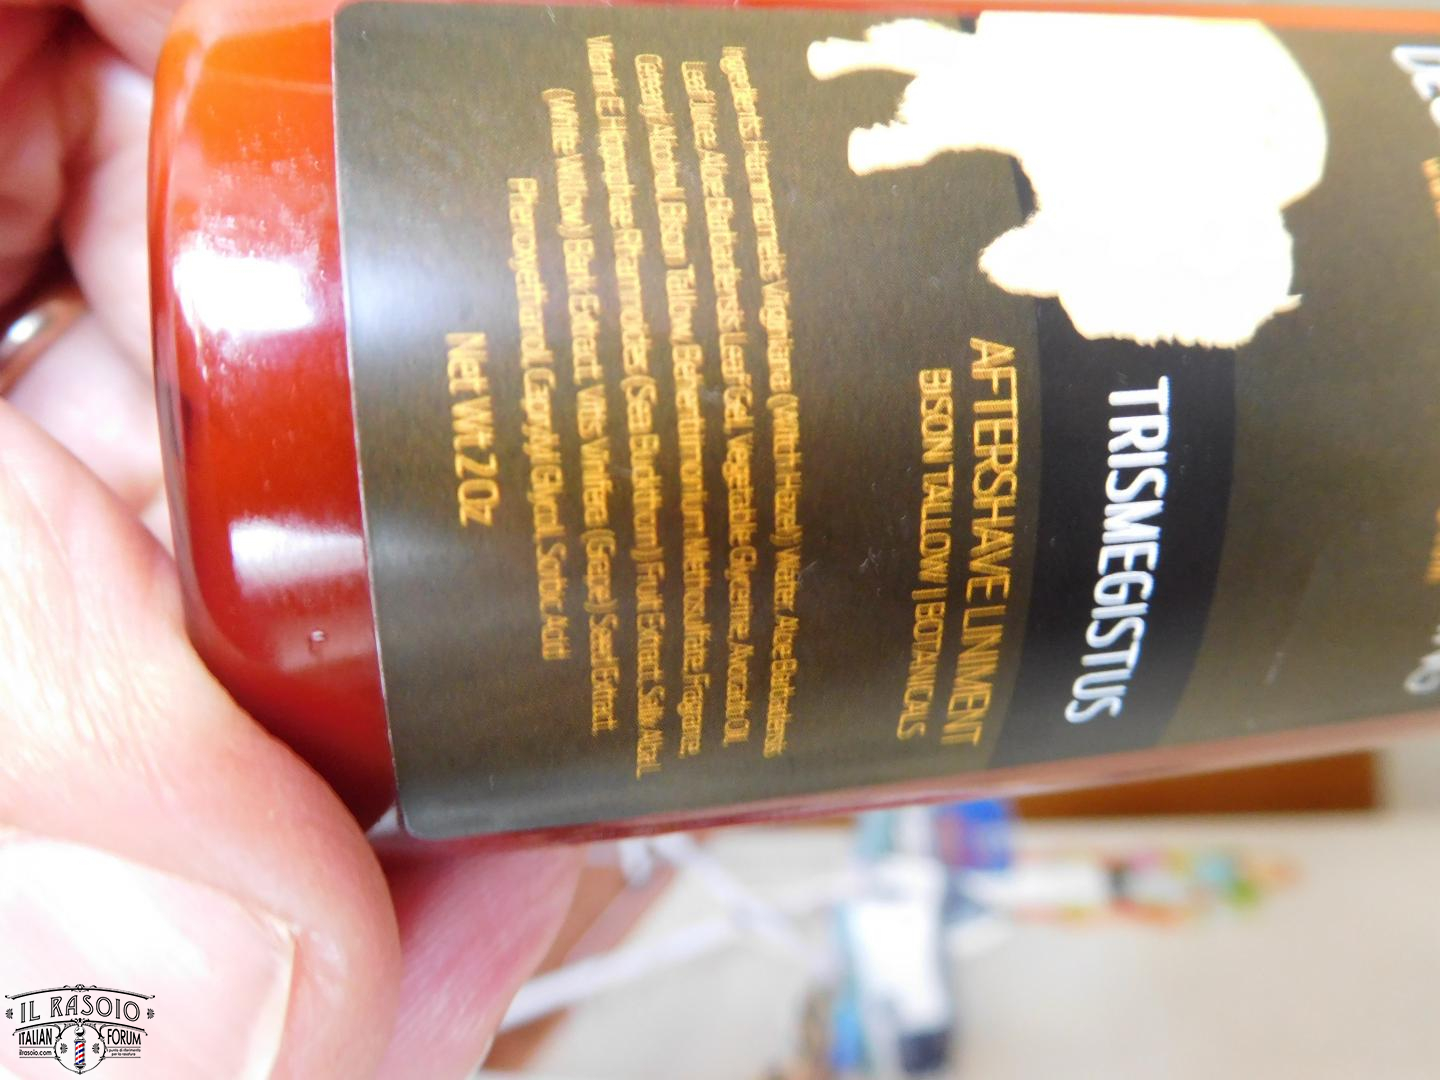 TRISMEGISTUS
AFTERSHAVE LINIMENT
BISON TALLOW | BOTANICALS
Ingredients: Hamamelis Virginiana (Witch Hazel) Water, Aloe Barbadensis
Leaf Juice, Aloe Barbadensis Leaf Gel, Vegetable Glycerine, Avocado Oil,
Cetearyl Alcohol, Bison Tallow, Behentrimonium Methosulfate, Fragrance,
Vitamin E, Hippophae Rhamnoides (Sea Buckthorn) Fruit Extract, Salix Alba L.
(White Willow) Bark Extract, Vitis Vinifera (Grape) Seed Extract,
Phenoxyethanol, Caprylyl Glycol, Sorbic Acid
Net Wt 2 Oz
IL RASOIO
ITALIAN FORUM
ilrasoio.com